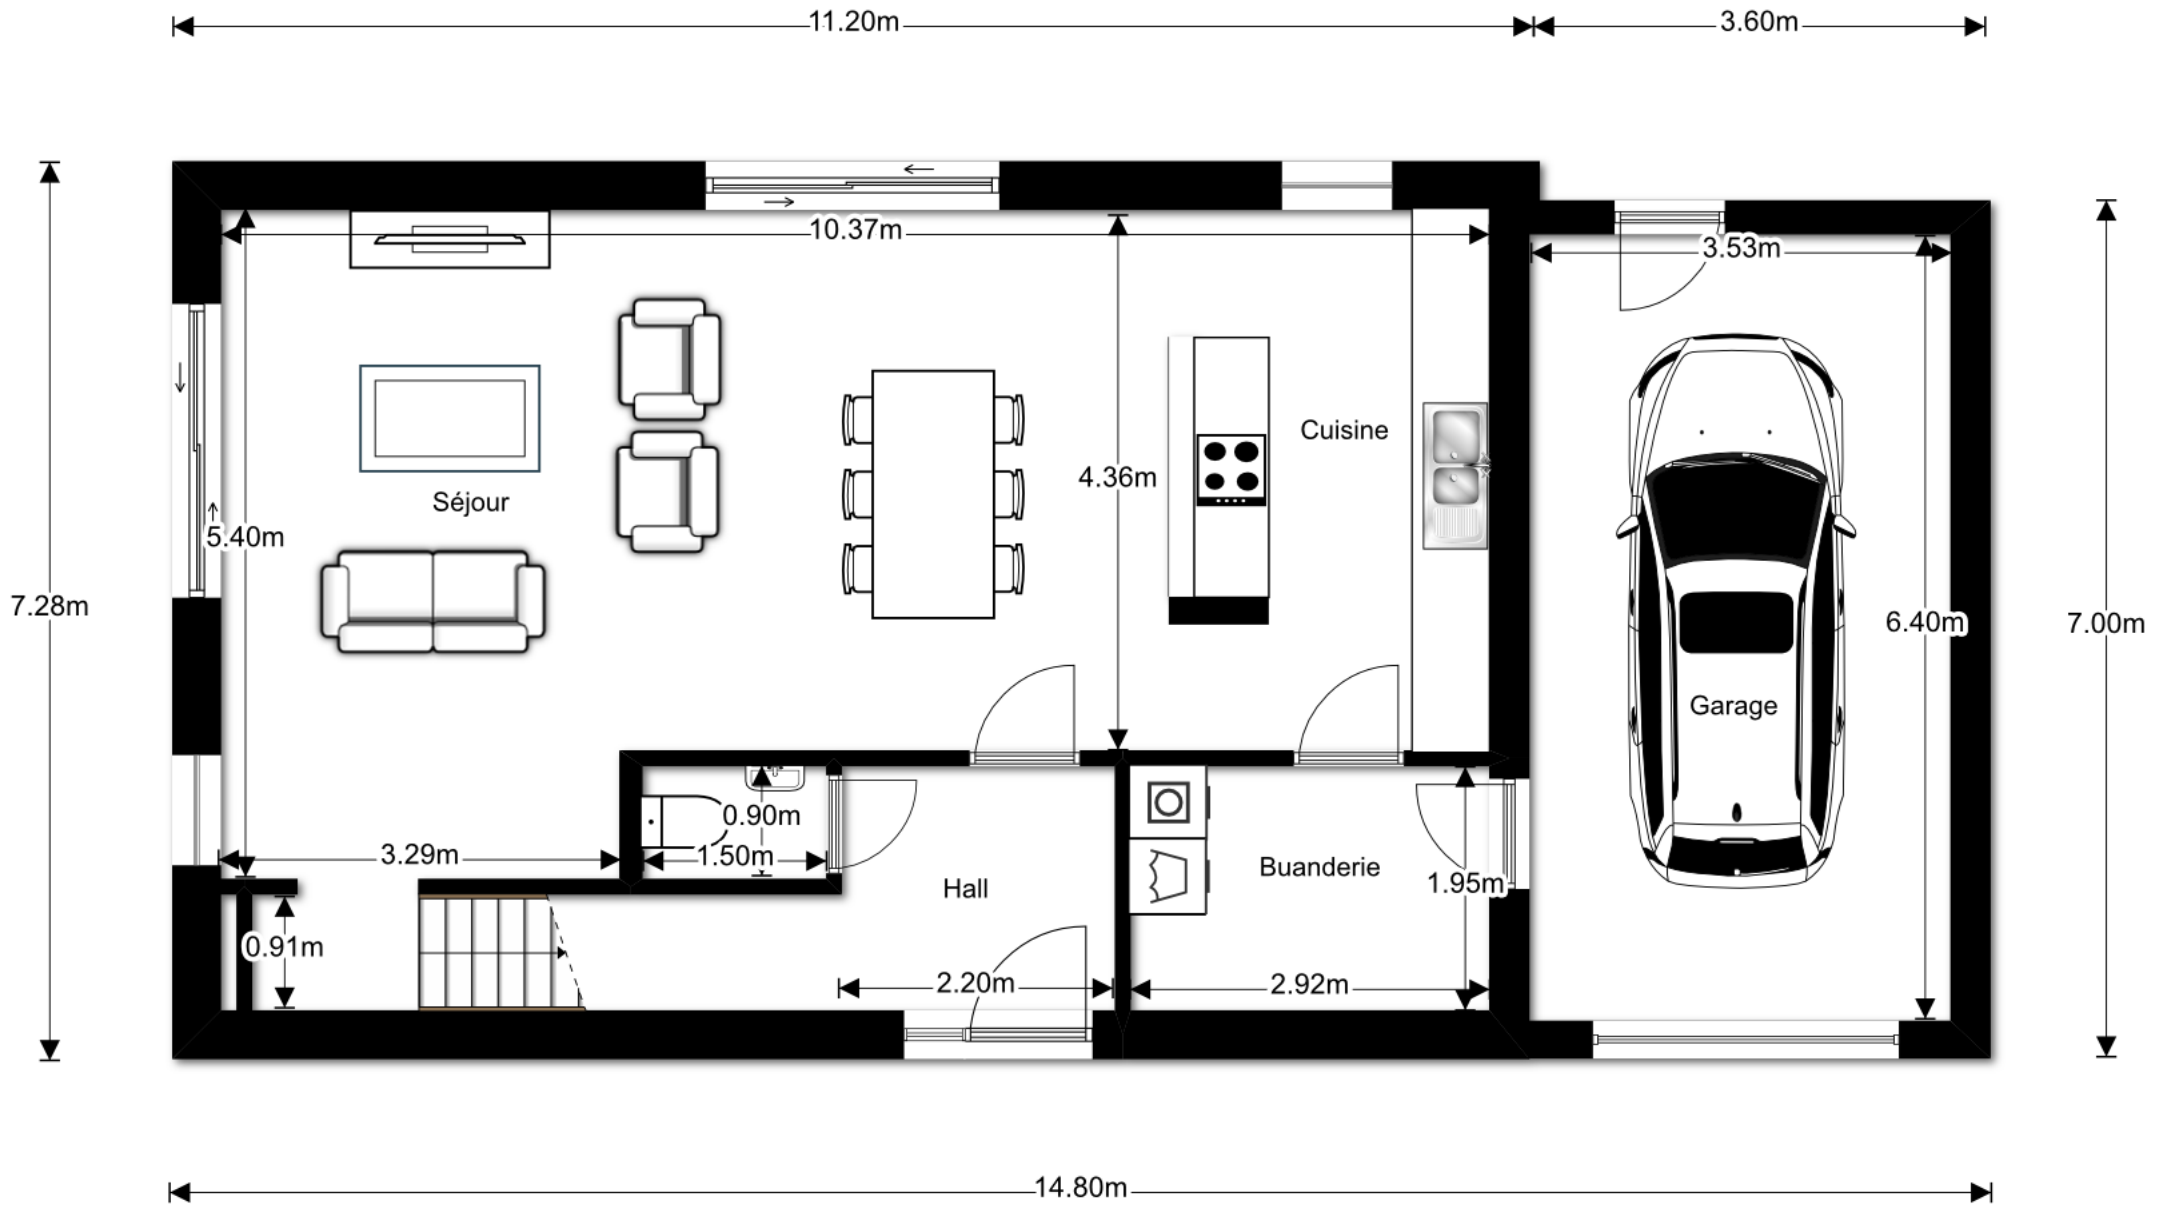 11.20m
3.60m
10.37m
3.53m
Cuisine
4.36m
Séjour
5.40m
7.28m
6.40m
7.00m
Garage
0.90m
3.29m
1.50m
Buanderie
1.95m
Hall
0.91m
2.20m
2.92m
14.80m